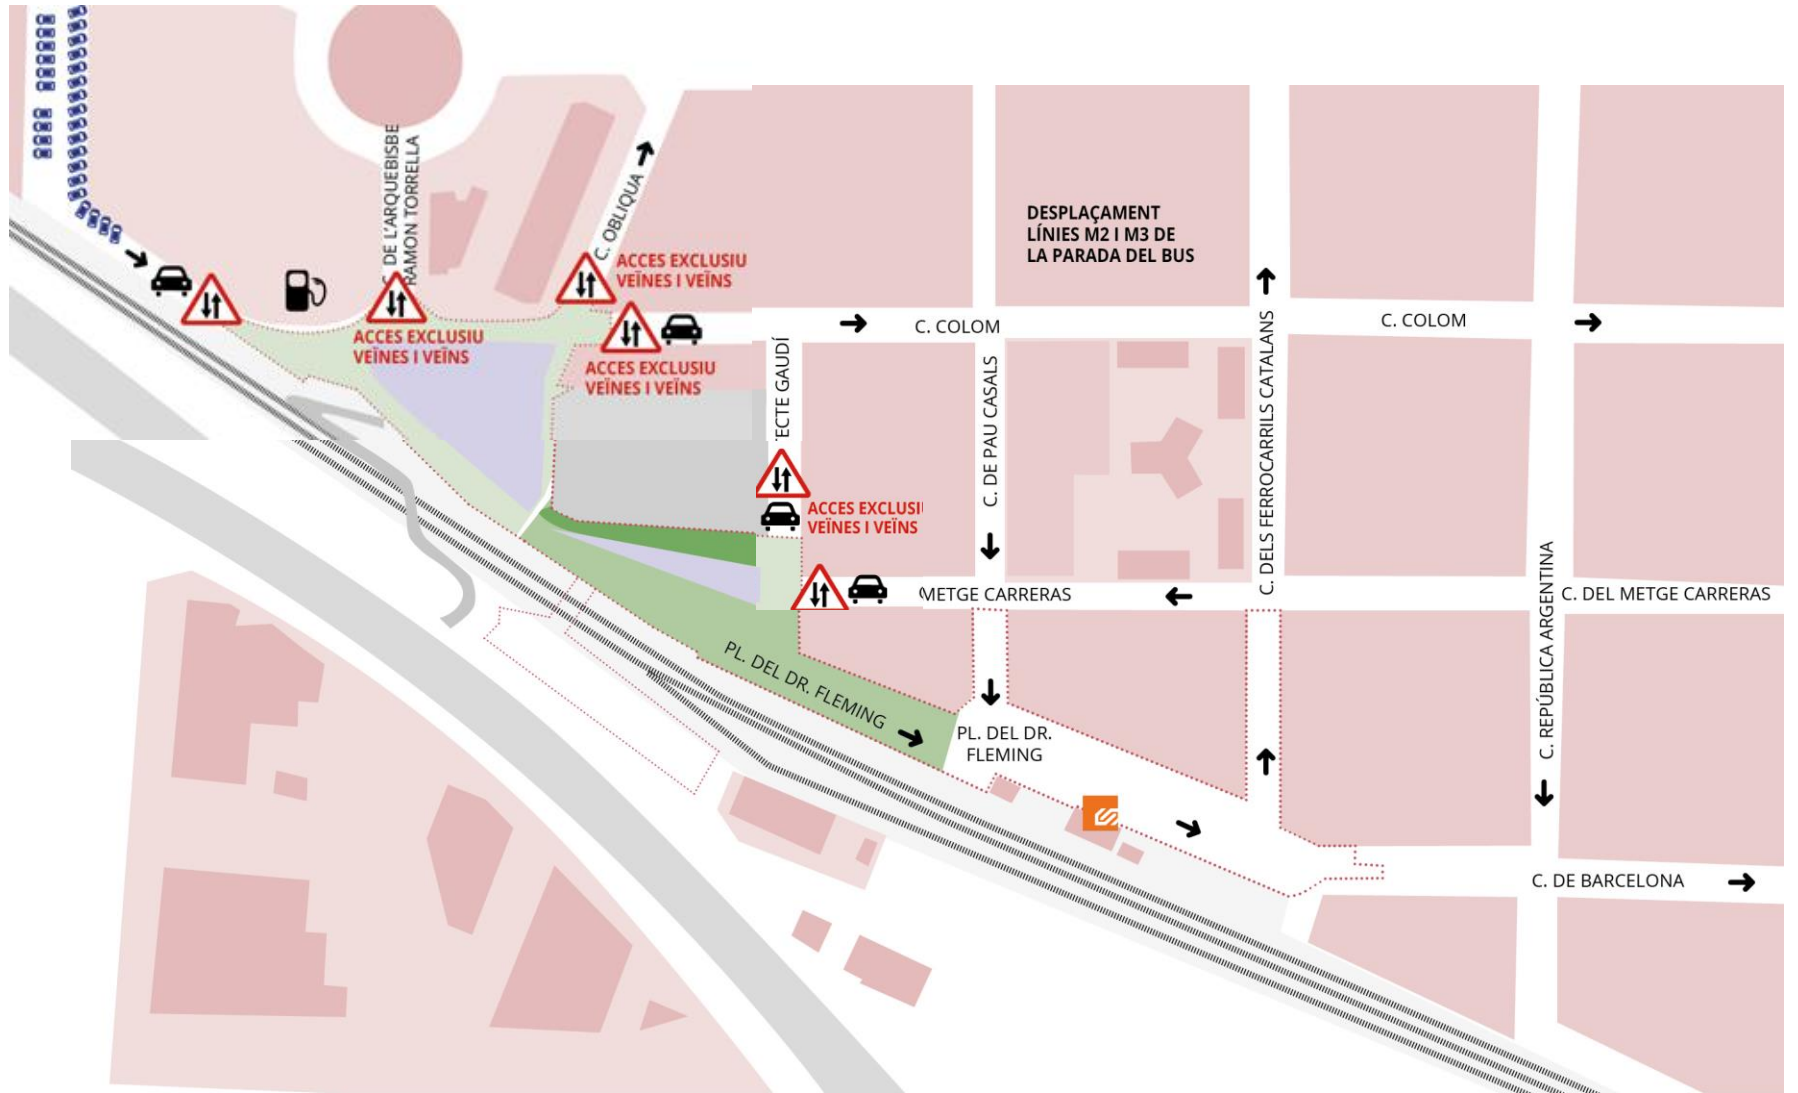 C. DE L'ARQUEBISBE
RAMON TORRELLA
C. OBLIQUA
ACCES EXCLUSIU
VEÏNES I VEÏNS
DESPLAÇAMENT
LÍNIES M2 I M3 DE
LA PARADA DEL BUS
ACCES EXCLUSIU
VEÏNES I VEÏNS
ACCES EXCLUSIU
VEÏNES I VEÏNS
C. COLOM
C. COLOM
TECTE GAUDÍ
C. DE PAU CASALS
C. DELS FERROCARRILS CATALANS
ACCES EXCLUSI
VEÏNES I VEÏNS
METGE CARRERAS
C. DEL METGE CARRERAS
C. REPÚBLICA ARGENTINA
PL. DEL DR. FLEMING
PL. DEL DR.
FLEMING
C. DE BARCELONA